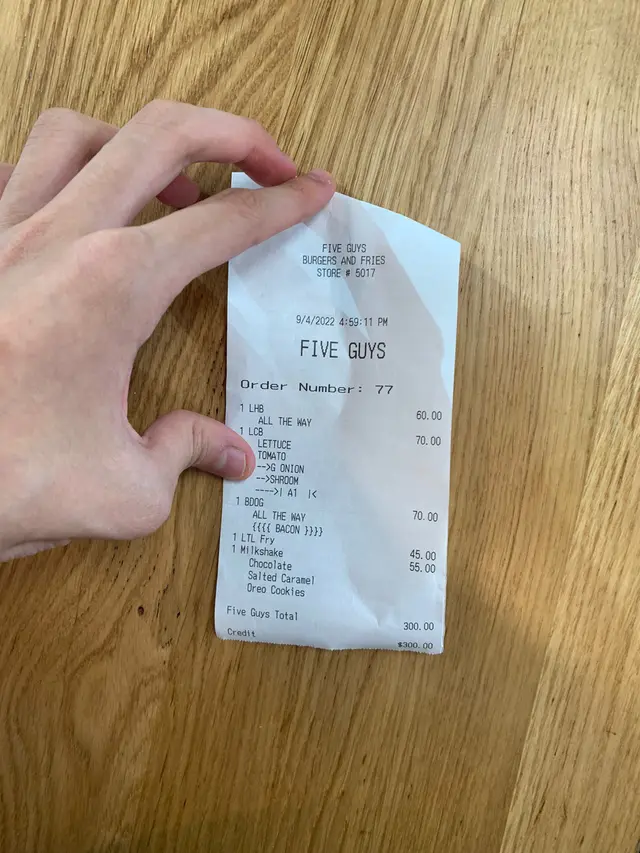 FIVE GUYS
BURGERS AND FRIES
STORE # 5017
9/4/2022 4:59:11 PM
FIVE GUYS
Order Number: 77
1 LHB 60.00
ALL THE WAY
1 LCB 70.00
LETTUCE
TOMATO
-->G ONION
-->SHROOM
---->| A1 |<
1 BDOG 70.00
ALL THE WAY
{{{{ BACON }}}}
1 LTL Fry 45.00
1 Milkshake 55.00
Chocolate
Salted Caramel
Oreo Cookies
Five Guys Total 300.00
Credit $300.00